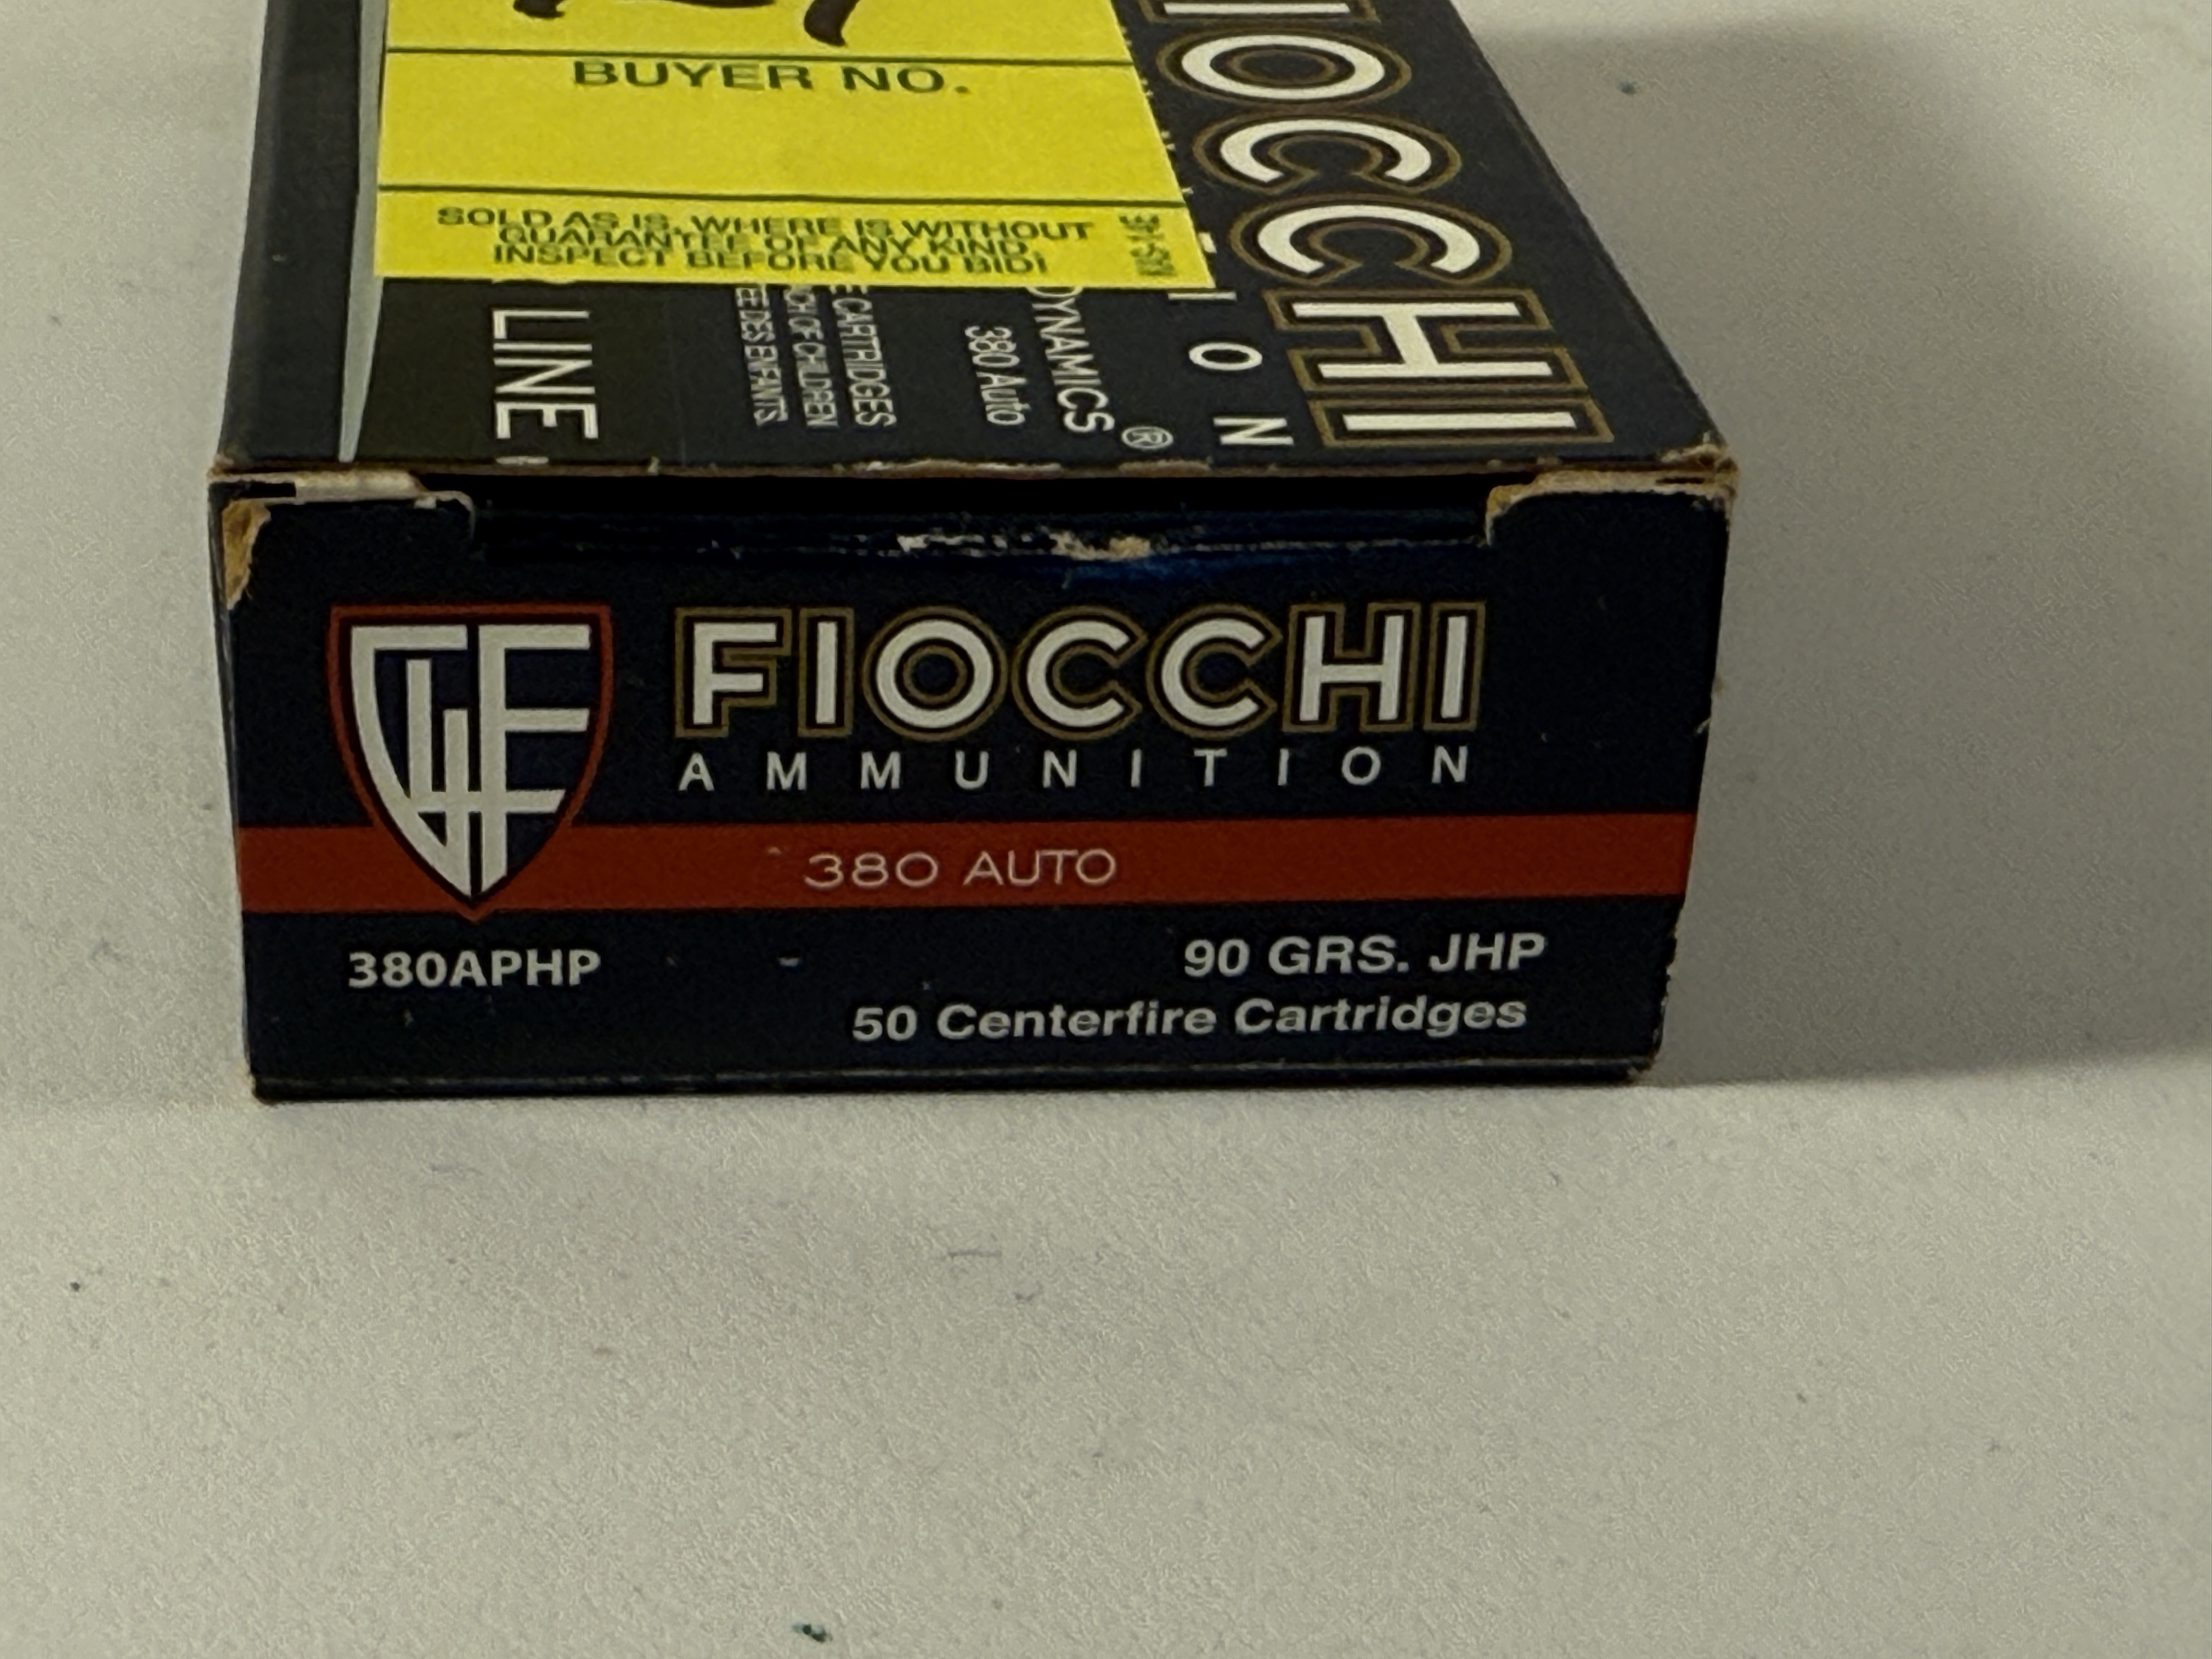 BUYER NO.
SOLD AS IS, WHERE IS WITHOUT
GUARANTEE OF ANY KIND.
INSPECT BEFORE YOU BID!
FIOCCHI
I O N
DYNAMICS®
380 Auto
CARTRIDGES
OF CHILDREN
DES ENFANTS.
LINE
GF
FIOCCHI
AMMUNITION
380 AUTO
380APHP
90 GRS. JHP
50 Centerfire Cartridges